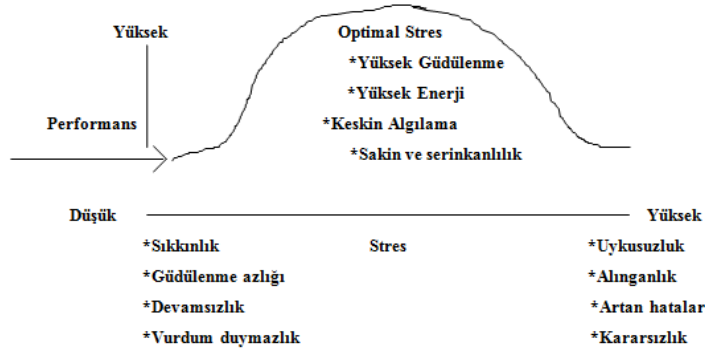 Yüksek
Optimal Stres
*Yüksek Güdülenme
*Yüksek Enerji
Performans
*Keskin Algılama
*Sakin ve serinkanlılık
Düşük
Yüksek
*Sıkkınlık
Stres
*Uykusuzluk
*Güdülenme azlığı
*Alınganlık
*Devamsızlık
*Artan hatalar
*Vurdum duymazlık
*Kararsızlık